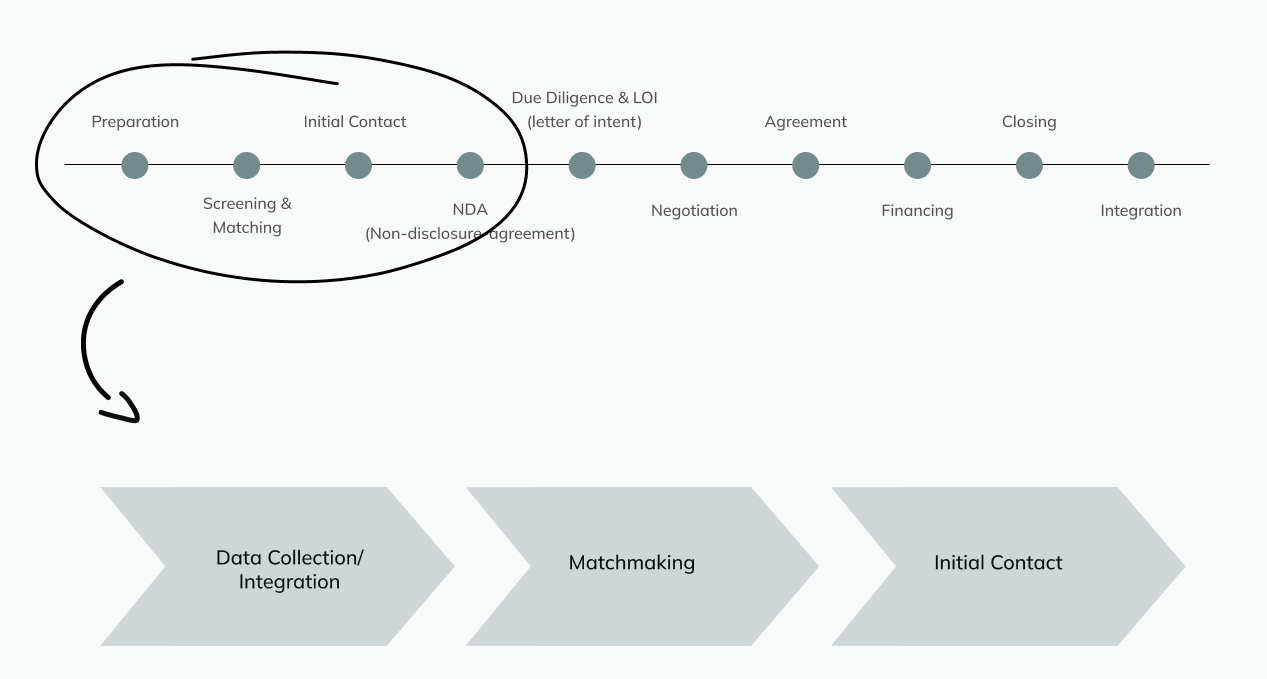 Preparation
Screening &
Matching
Initial Contact
NDA
(Non-disclosure agreement)
Due Diligence & LOI
(letter of intent)
Negotiation
Agreement
Financing
Closing
Integration
Data Collection/
Integration
Matchmaking
Initial Contact